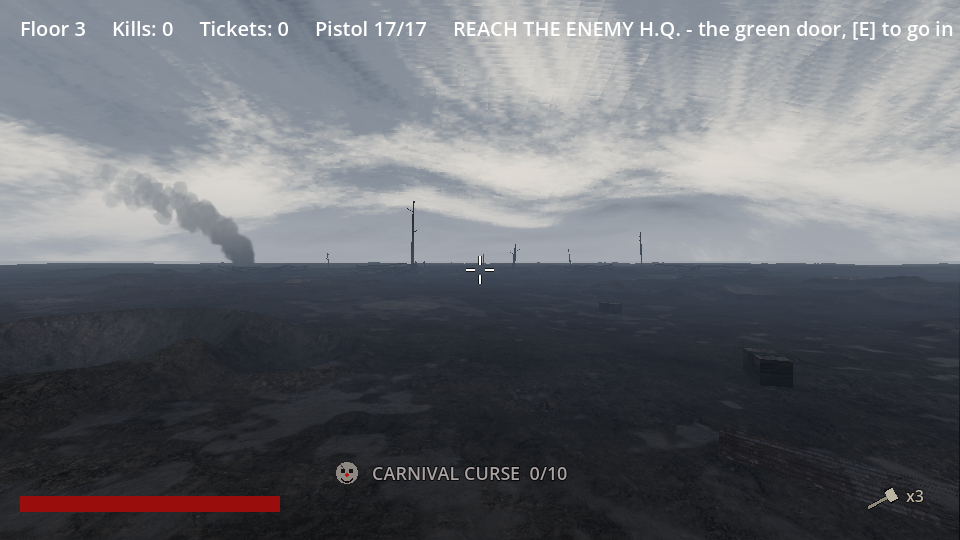 Floor 3 Kills: 0 Tickets: 0 Pistol 17/17 REACH THE ENEMY H.Q. - the green door, [E] to go in
CARNIVAL CURSE 0/10
x3